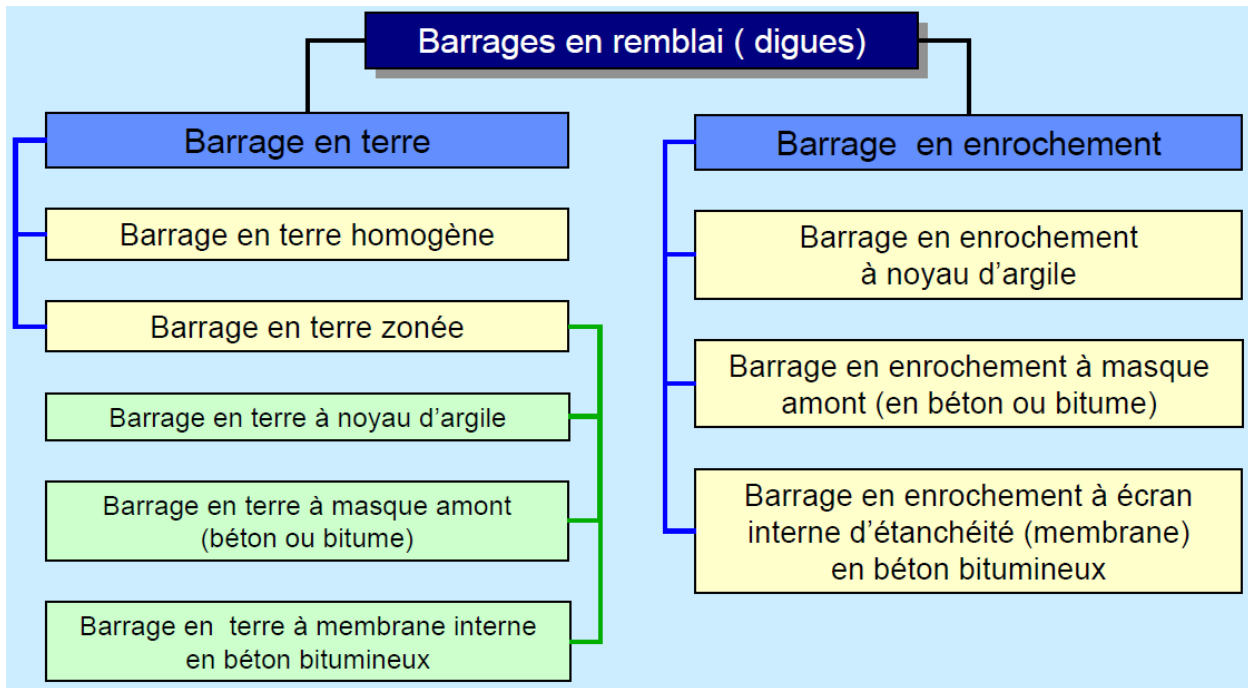 Barrages en remblai ( digues)
Barrage en terre
Barrage en terre homogène
Barrage en terre zonée
Barrage en terre à noyau d’argile
Barrage en terre à masque amont
(béton ou bitume)
Barrage en terre à membrane interne
en béton bitumineux
Barrage en enrochement
Barrage en enrochement
à noyau d’argile
Barrage en enrochement à masque
amont (en béton ou bitume)
Barrage en enrochement à écran
interne d’étanchéité (membrane)
en béton bitumineux